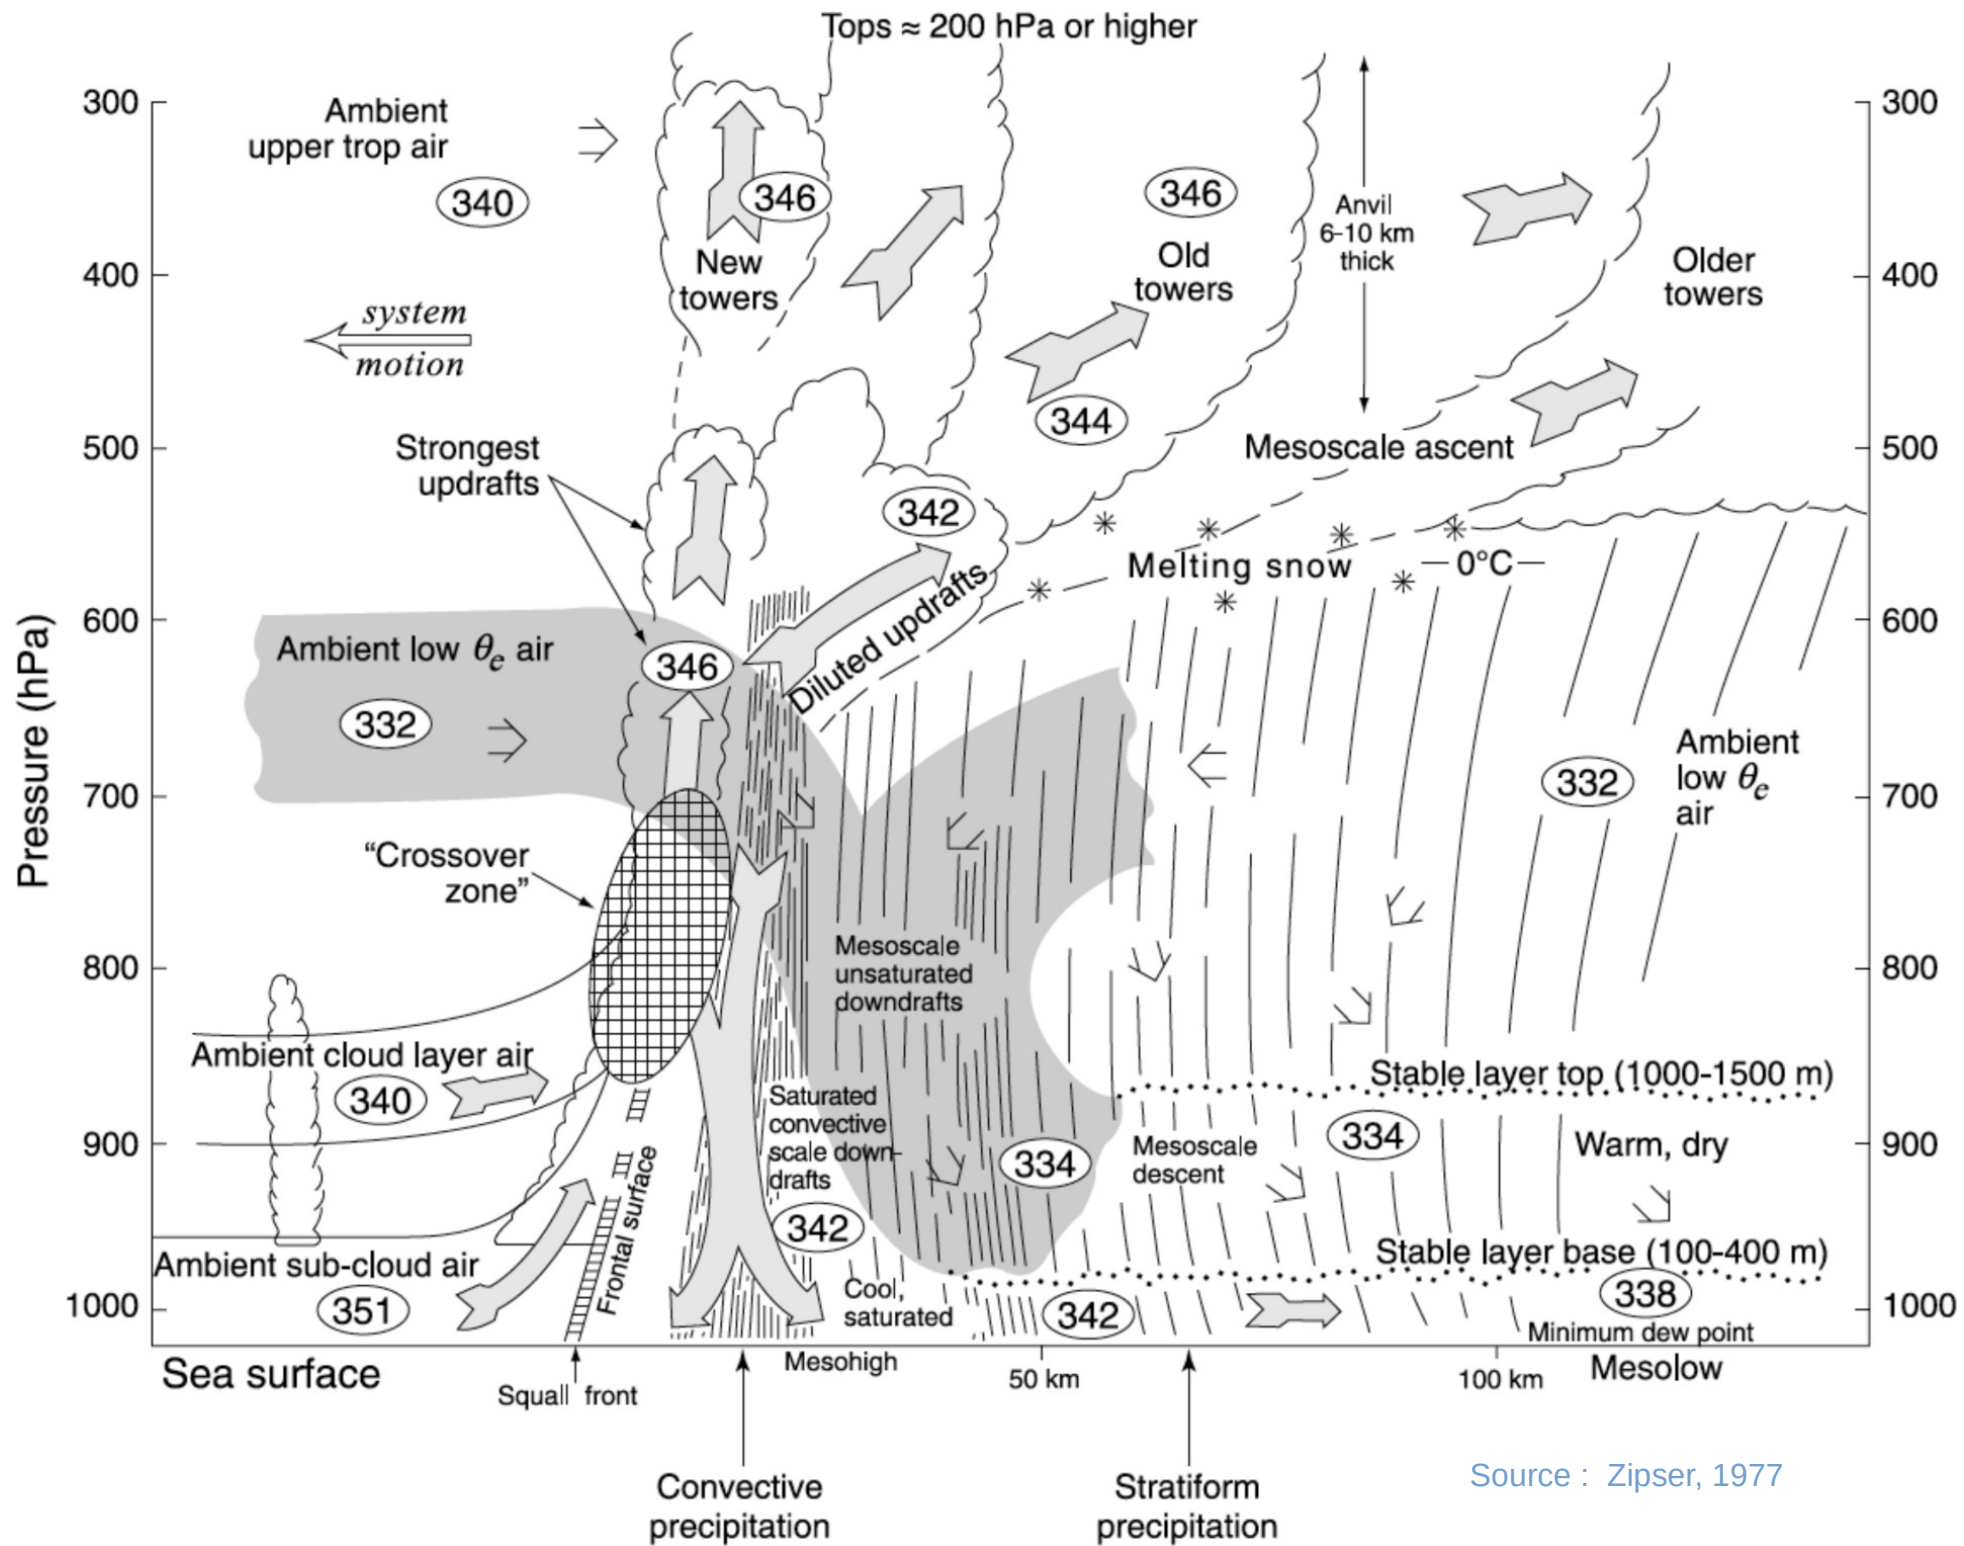 Tops ≈ 200 hPa or higher
300
Ambient
upper trop air
340
346
New
towers
346
Old
towers
Anvil
6-10 km
thick
Older
towers
300
400
400
system
motion
344
Strongest
updrafts
500
Mesoscale ascent
500
342
Melting snow
0°C
Diluted updrafts
600
600
Pressure (hPa)
Ambient low θe air
346
332
332
Ambient
low θe
air
700
700
“Crossover
zone”
800
Mesoscale
unsaturated
downdrafts
800
Ambient cloud layer air
340
Stable layer top (1000-1500 m)
Saturated
convective
scale down-
drafts
342
900
334
Mesoscale
descent
334
Warm, dry
900
Frontal surface
Ambient sub-cloud air
351
Stable layer base (100-400 m)
338
1000
Cool,
saturated
342
1000
Minimum dew point
Sea surface
Mesohigh
50 km
100 km
Mesolow
Squall front
Convective
precipitation
Stratiform
precipitation
Source : Zipser, 1977